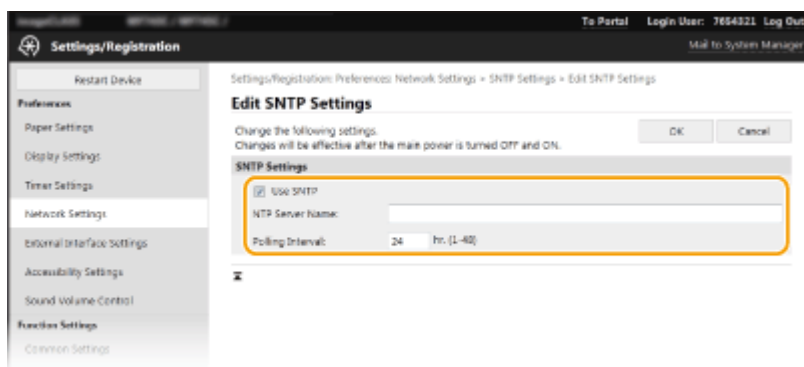 To Portal Login User: 7654321 Log Out
Settings/Registration
Mail to System Manager
Restart Device
Preferences
Paper Settings
Display Settings
Timer Settings
Network Settings
External Interface Settings
Accessibility Settings
Sound Volume Control
Function Settings
Common Settings
Settings/Registration: Preferences: Network Settings > SNTP Settings > Edit SNTP Settings
Edit SNTP Settings
Change the following settings.
Changes will be effective after the main power is turned OFF and ON.
OK Cancel
SNTP Settings
Use SNTP
NTP Server Name:
Polling Interval: 24 hr. (1-48)